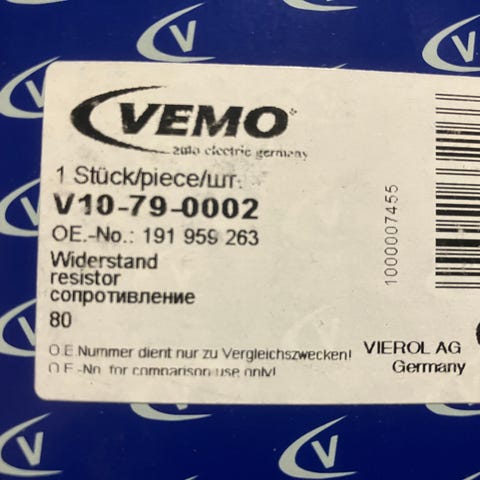 VEMO
auto electric germany
1 Stück/piece/шт.
V10-79-0002
OE.-No.: 191 959 263
Widerstand
resistor
сопротивление
80
O.E.Nummer dient nur zu Vergleichszwecken!
O.E.-No. for comparison use only!
VIEROL AG
Germany
1000007455